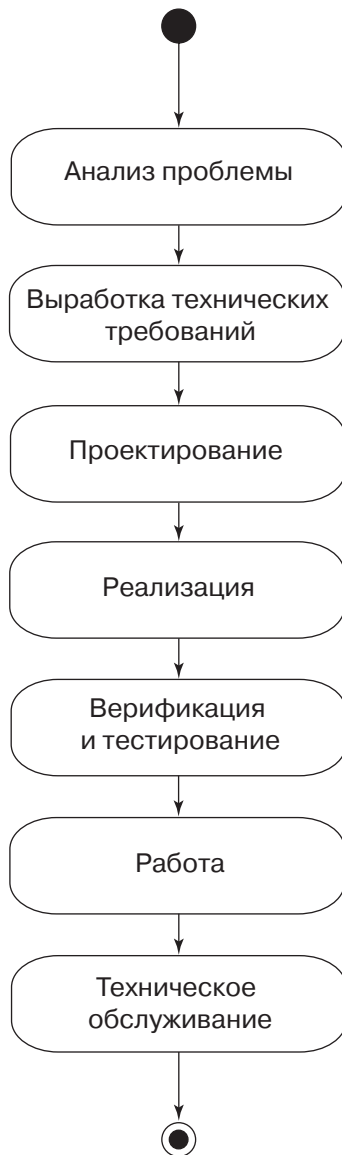 Анализ проблемы
Выработка технических
требований
Проектирование
Реализация
Верификация
и тестирование
Работа
Техническое
обслуживание